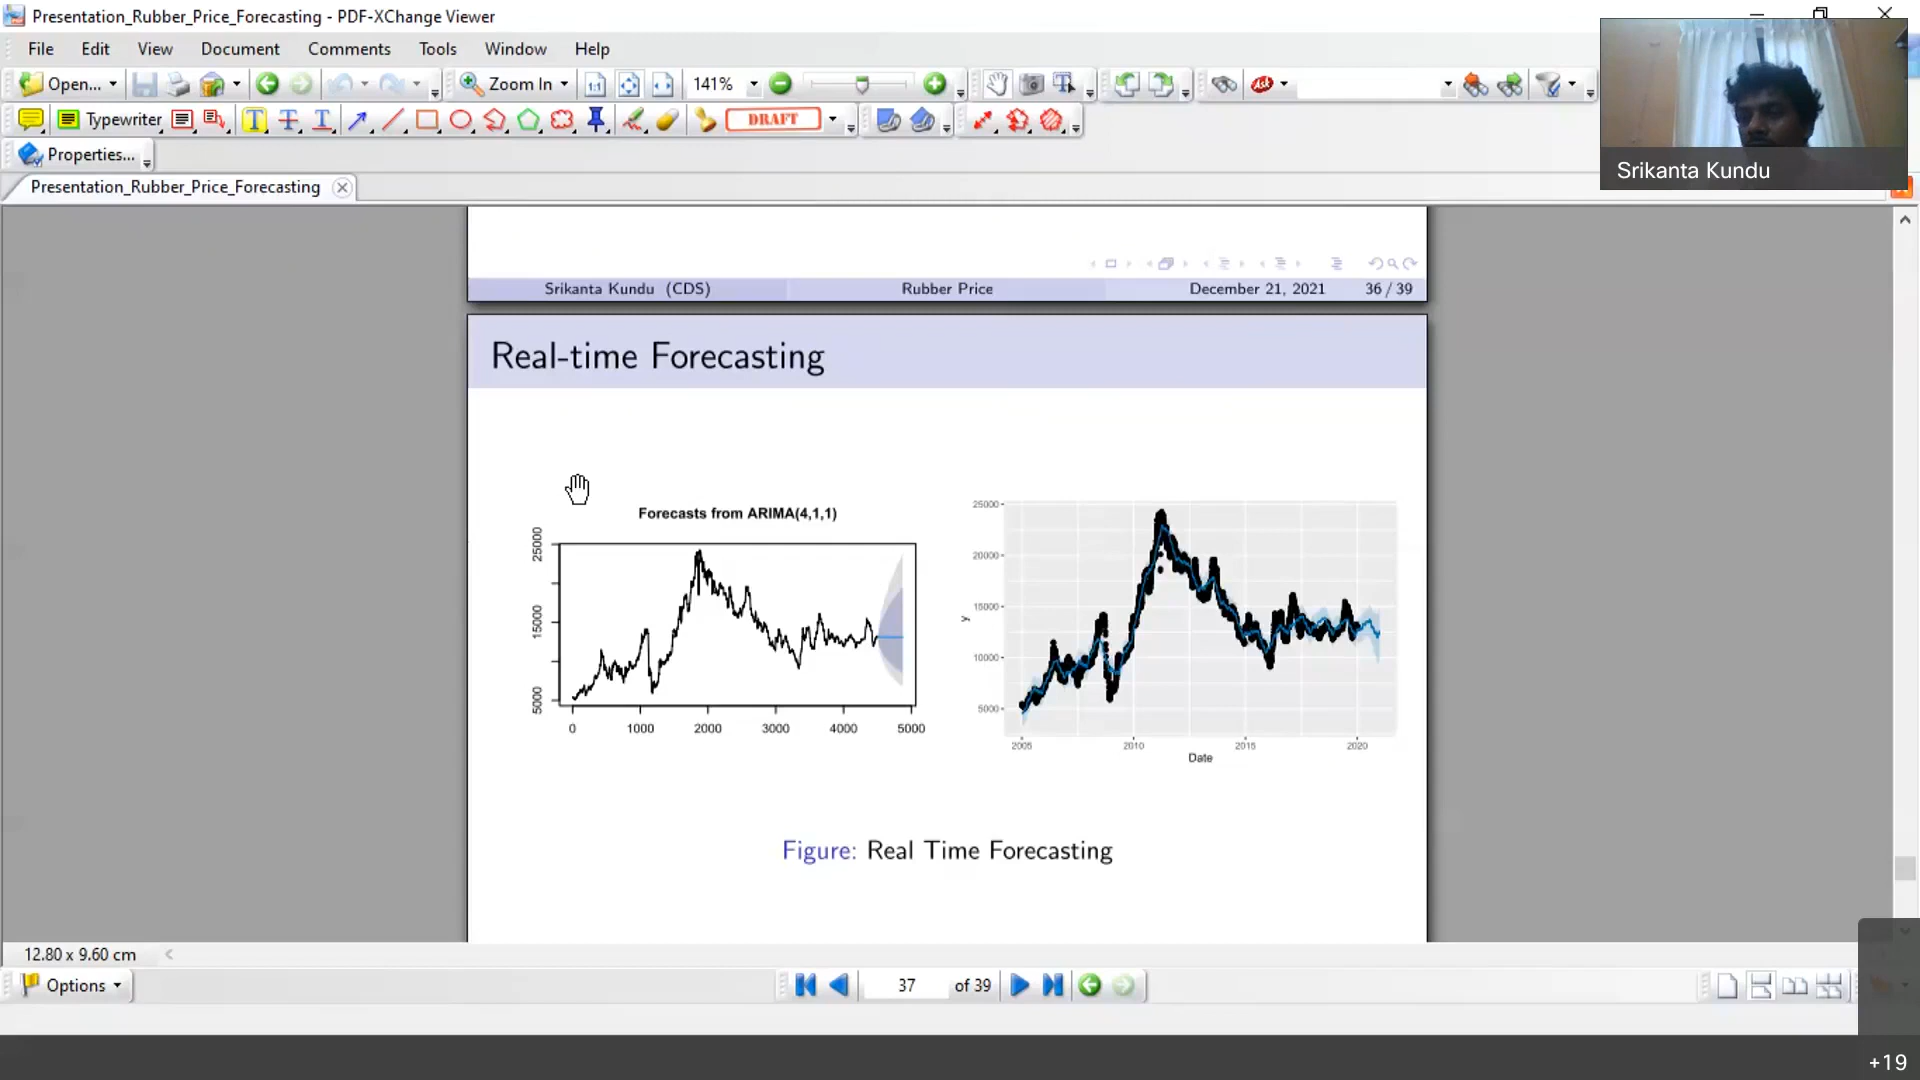 Presentation_Rubber_Price_Forecasting - PDF-XChange Viewer
File Edit View Document Comments Tools Window Help
Open... Zoom In 141%
Typewriter DRAFT
Properties...
Srikanta Kundu
Presentation_Rubber_Price_Forecasting
Srikanta Kundu (CDS) Rubber Price December 21, 2021 36 / 39
Real-time Forecasting
Forecasts from ARIMA(4,1,1)
25000
15000
5000
0 1000 2000 3000 4000 5000
25000
20000
15000
10000
5000
y
2005 2010 2015 2020
Date
Figure: Real Time Forecasting
12.80 x 9.60 cm
Options 37 of 39
+19